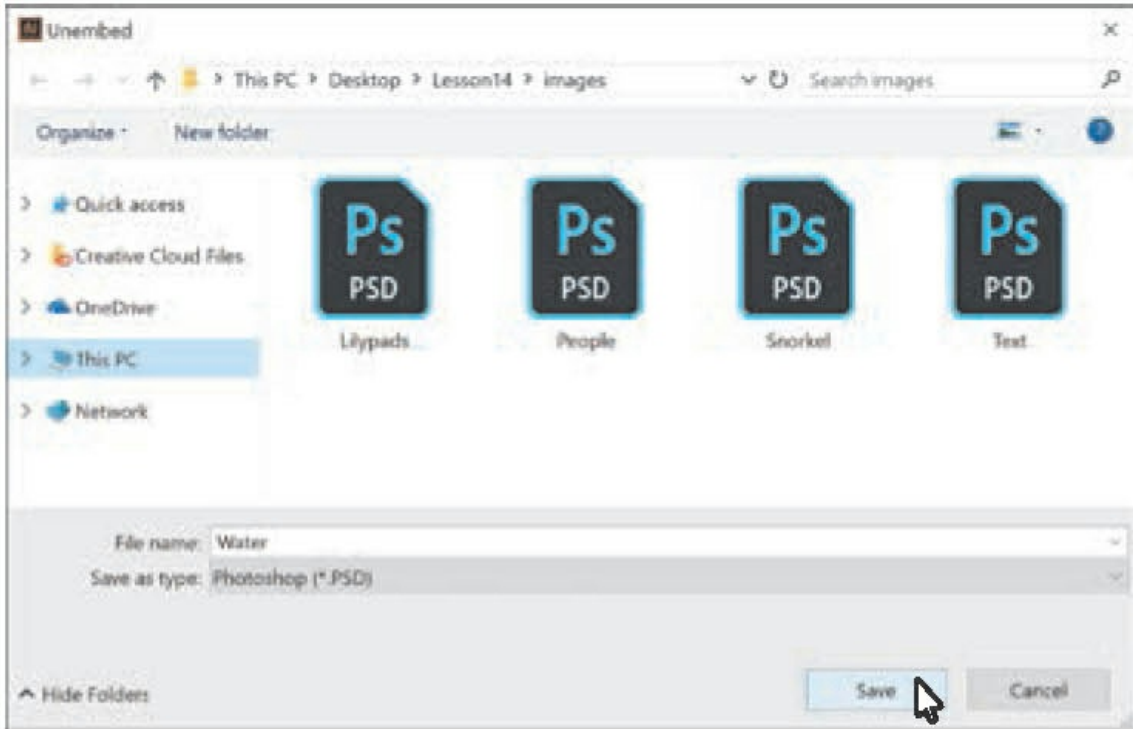 Ai Unembed
This PC > Desktop > Lesson14 > images
Search images
Organize
New folder
?
Quick access
Creative Cloud Files
OneDrive
This PC
Network
Ps
PSD
Lilypads
Ps
PSD
People
Ps
PSD
Snorkel
Ps
PSD
Text
File name: Water
Save as type: Photoshop (*.PSD)
Hide Folders
Save
Cancel